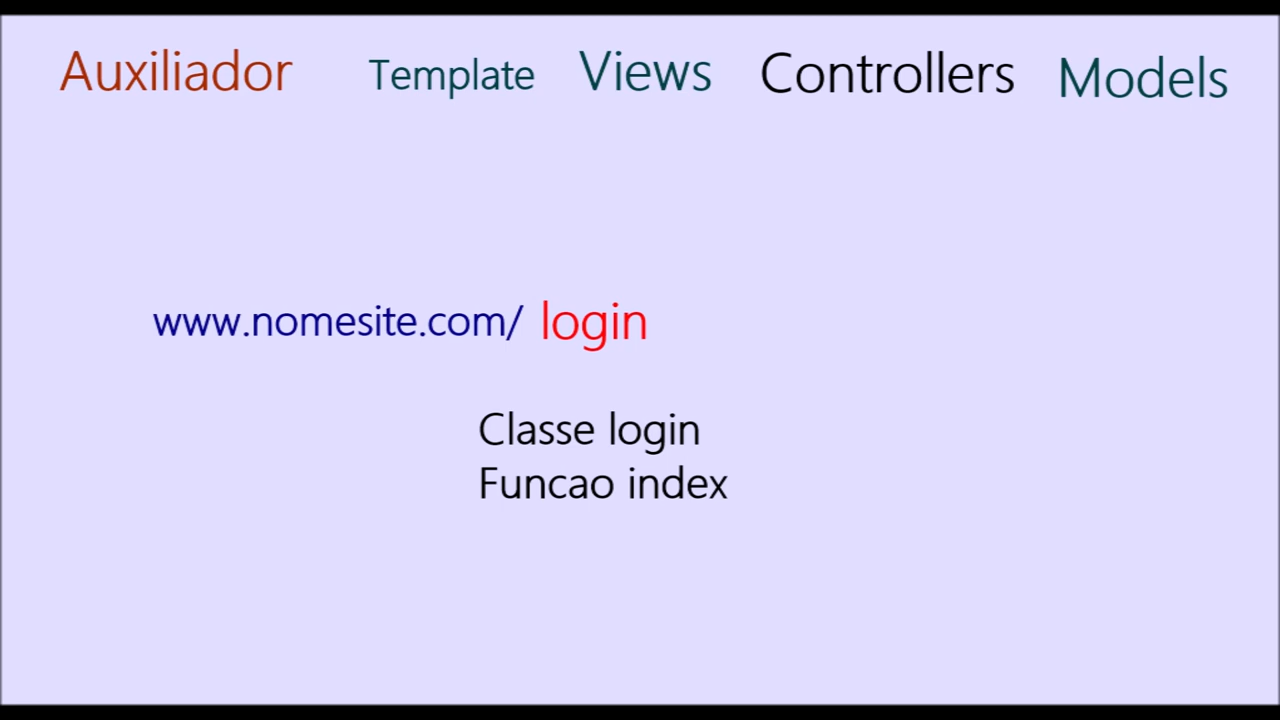 Auxiliador Template Views Controllers Models
www.nomesite.com/ login
Classe login
Funcao index